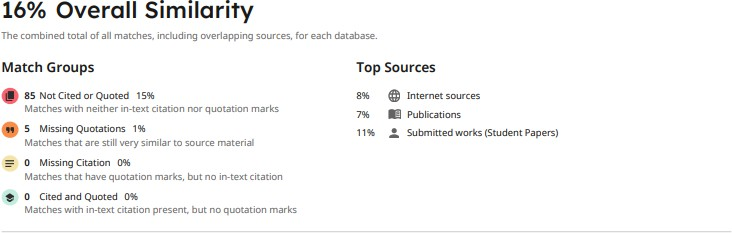 16% Overall Similarity
The combined total of all matches, including overlapping sources, for each database.
Match Groups
85 Not Cited or Quoted 15%
Matches with neither in-text citation nor quotation marks
5 Missing Quotations 1%
Matches that are still very similar to source material
0 Missing Citation 0%
Matches that have quotation marks, but no in-text citation
0 Cited and Quoted 0%
Matches with in-text citation present, but no quotation marks
Top Sources
8% Internet sources
7% Publications
11% Submitted works (Student Papers)